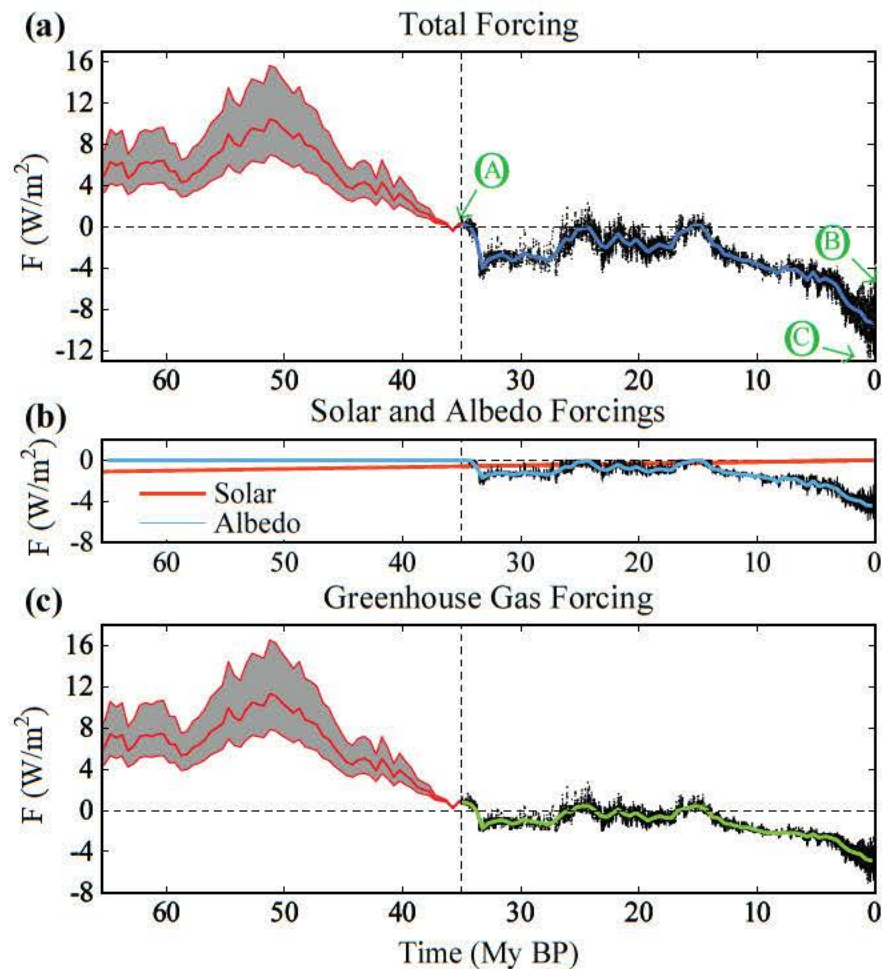 (a) Total Forcing
F (W/m²)
16
12
8
4
0
-4
-8
-12
A
B
C
60 50 40 30 20 10 0
(b) Solar and Albedo Forcings
F (W/m²)
0
-4
-8
Solar
Albedo
60 50 40 30 20 10 0
(c) Greenhouse Gas Forcing
F (W/m²)
16
12
8
4
0
-4
-8
60 50 40 30 20 10 0
Time (My BP)